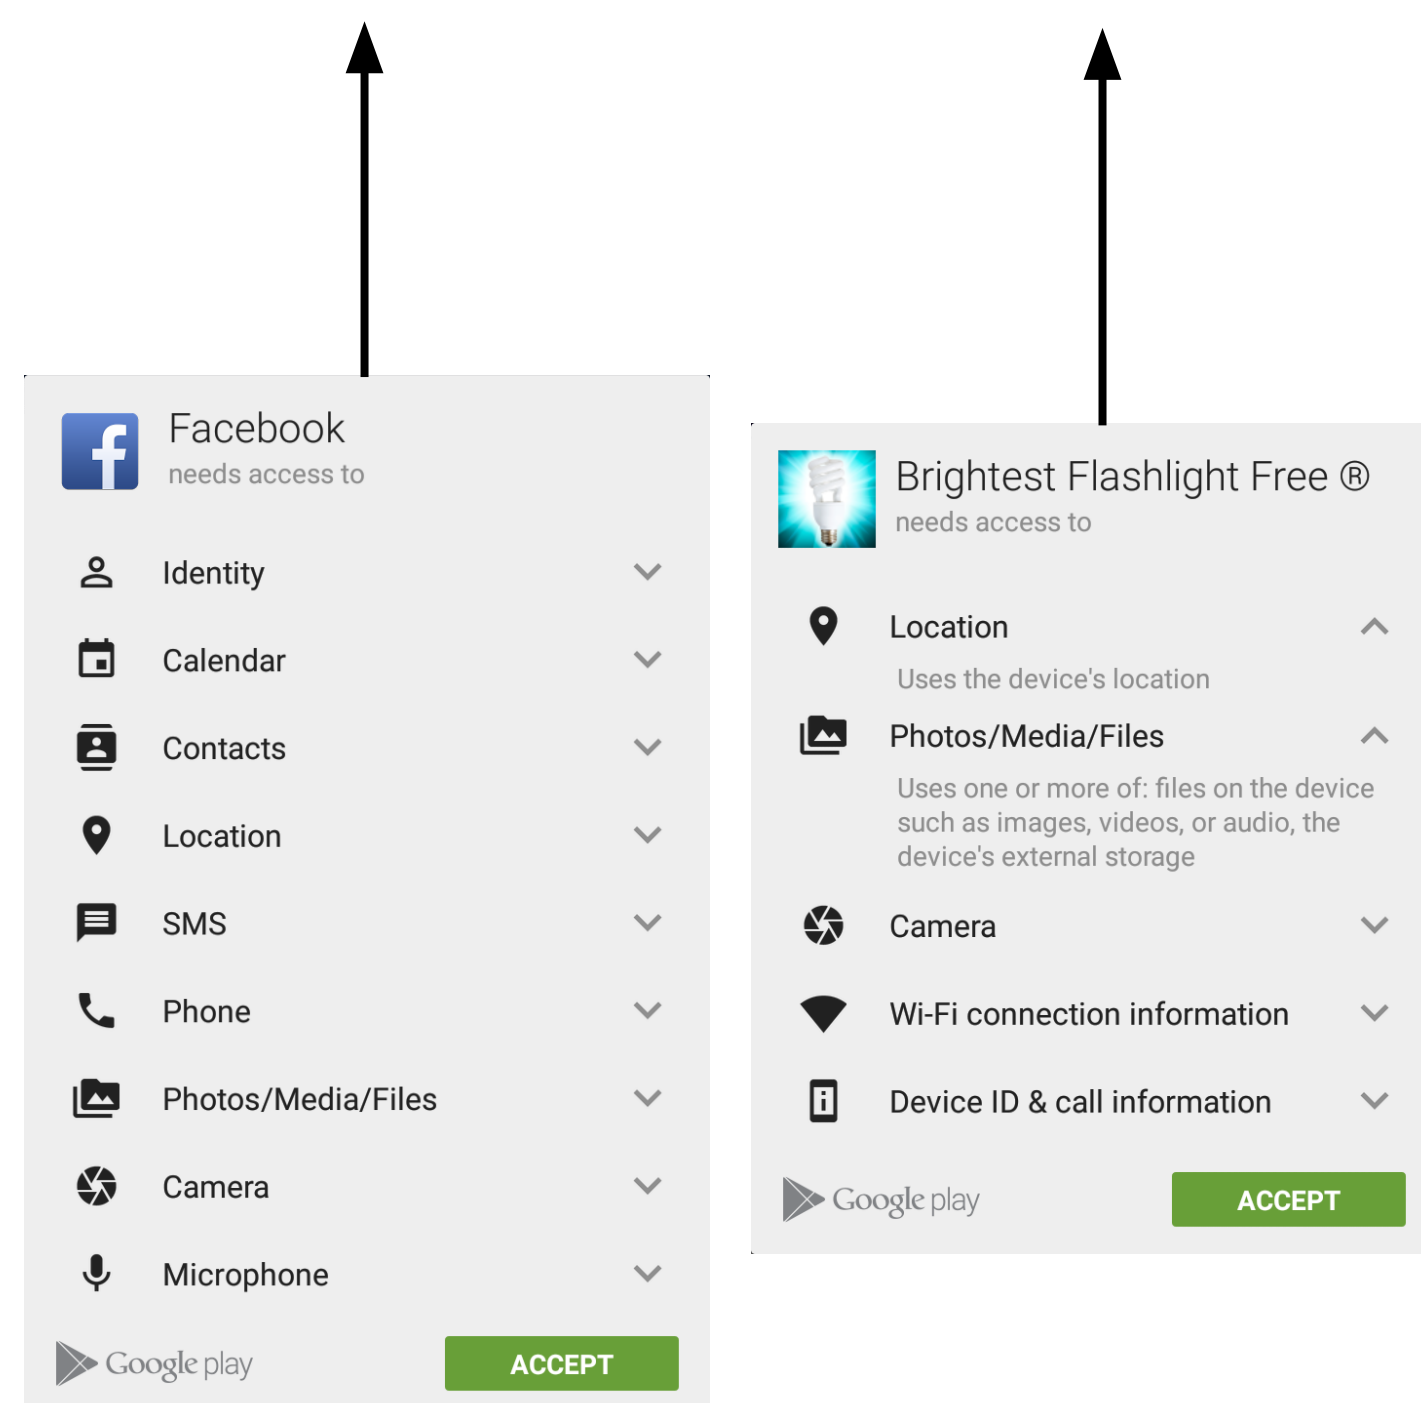 Facebook
needs access to
Identity
Calendar
Contacts
Location
SMS
Phone
Photos/Media/Files
Camera
Microphone
Google play
ACCEPT
Brightest Flashlight Free ®
needs access to
Location
Uses the device's location
Photos/Media/Files
Uses one or more of: files on the device
such as images, videos, or audio, the
device's external storage
Camera
Wi-Fi connection information
Device ID & call information
Google play
ACCEPT